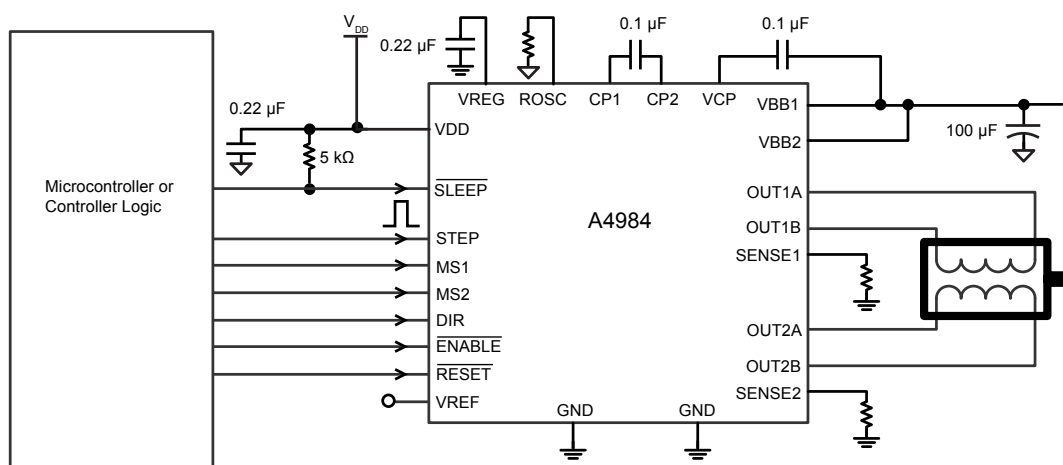 V_DD
0.22 µF
0.1 µF
0.1 µF
0.22 µF
VREG
ROSC
CP1
CP2
VCP
VBB1
VDD
VBB2
100 µF
5 kΩ
Microcontroller or
Controller Logic
SLEEP
OUT1A
A4984
OUT1B
STEP
SENSE1
MS1
MS2
DIR
OUT2A
ENABLE
OUT2B
RESET
SENSE2
VREF
GND
GND